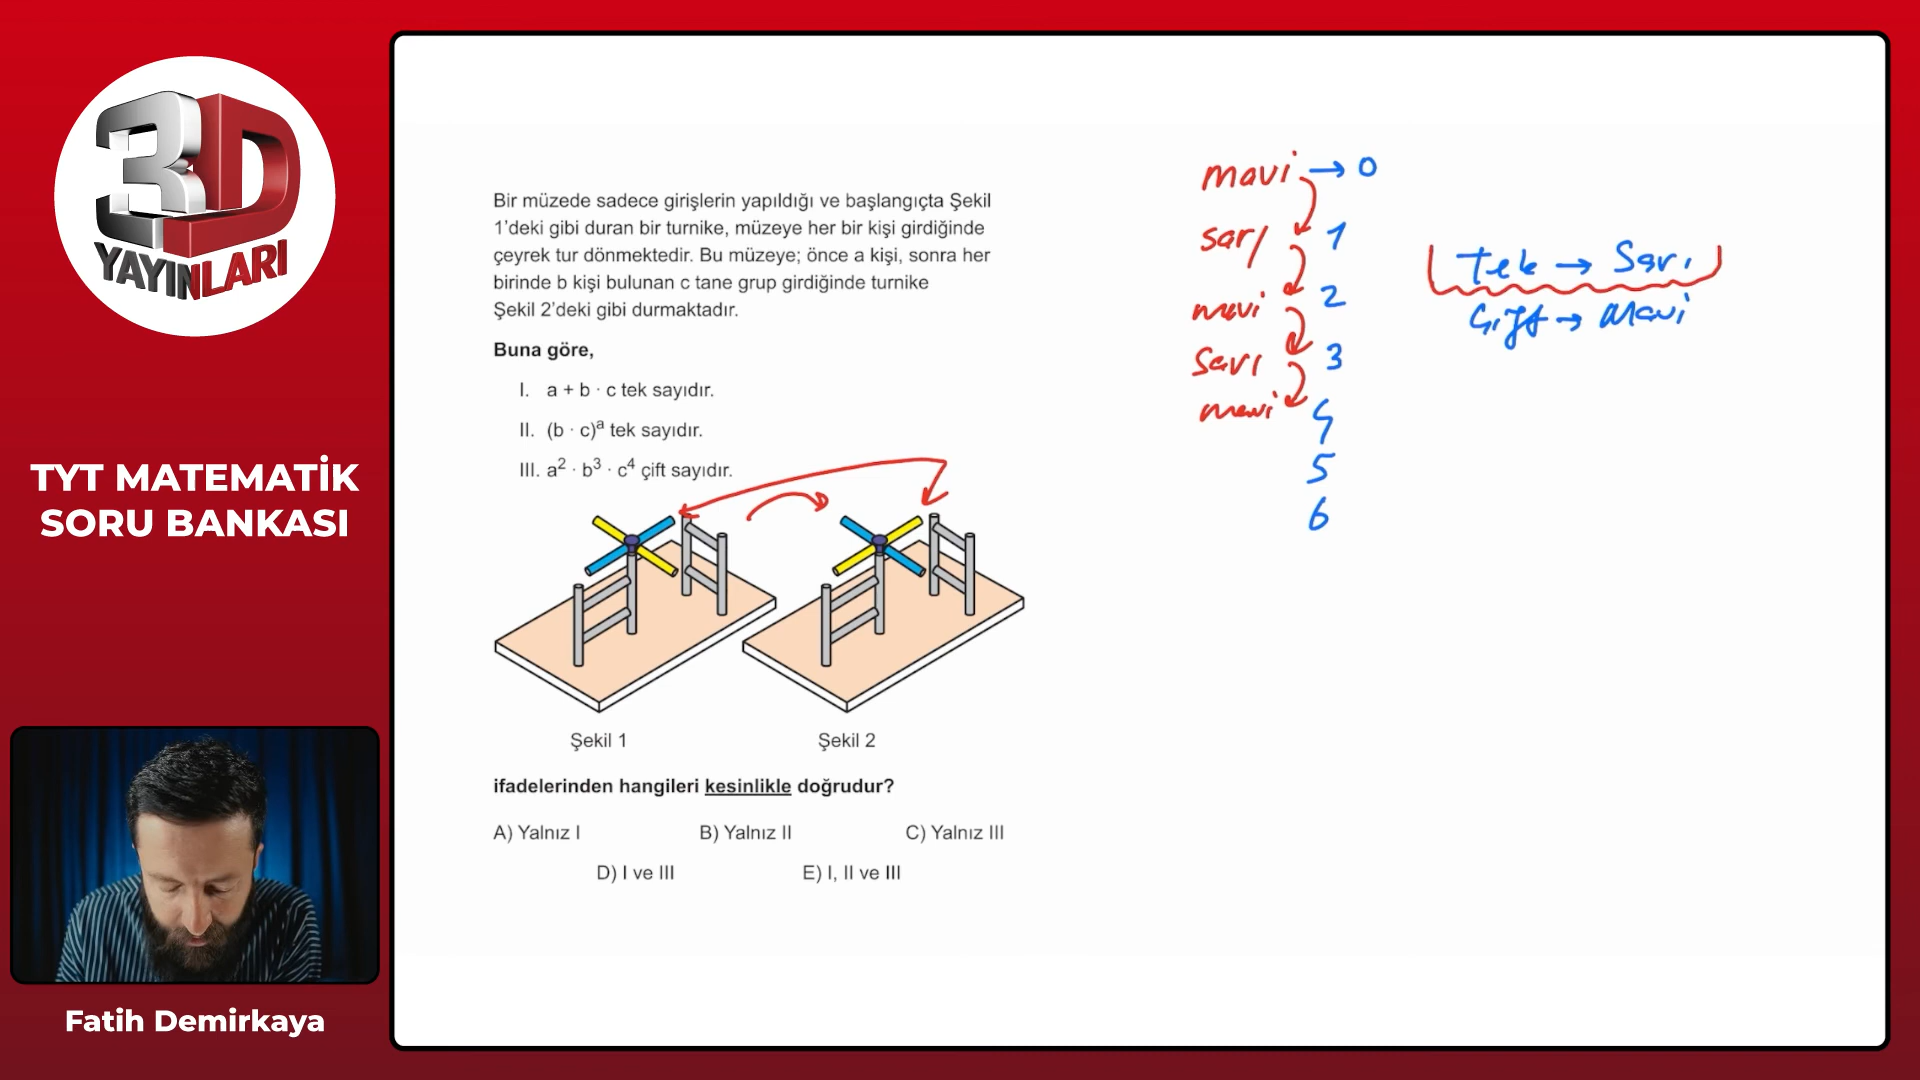 3D
YAYINLARI
TYT MATEMATİK
SORU BANKASI
Fatih Demirkaya
Bir müzede sadece girişlerin yapıldığı ve başlangıçta Şekil
1'deki gibi duran bir turnike, müzeye her bir kişi girdiğinde
çeyrek tur dönmektedir. Bu müzeye; önce a kişi, sonra her
birinde b kişi bulunan c tane grup girdiğinde turnike
Şekil 2'deki gibi durmaktadır.
Buna göre,
I. a + b · c tek sayıdır.
II. (b · c)ᵃ tek sayıdır.
III. a² · b³ · c⁴ çift sayıdır.
Şekil 1 Şekil 2
ifadelerinden hangileri kesinlikle doğrudur?
A) Yalnız I B) Yalnız II C) Yalnız III
D) I ve III E) I, II ve III
mavi → 0
sarı 1
mavi 2
sarı 3
mavi 4
5
6
Tek → Sarı
Çift → Mavi